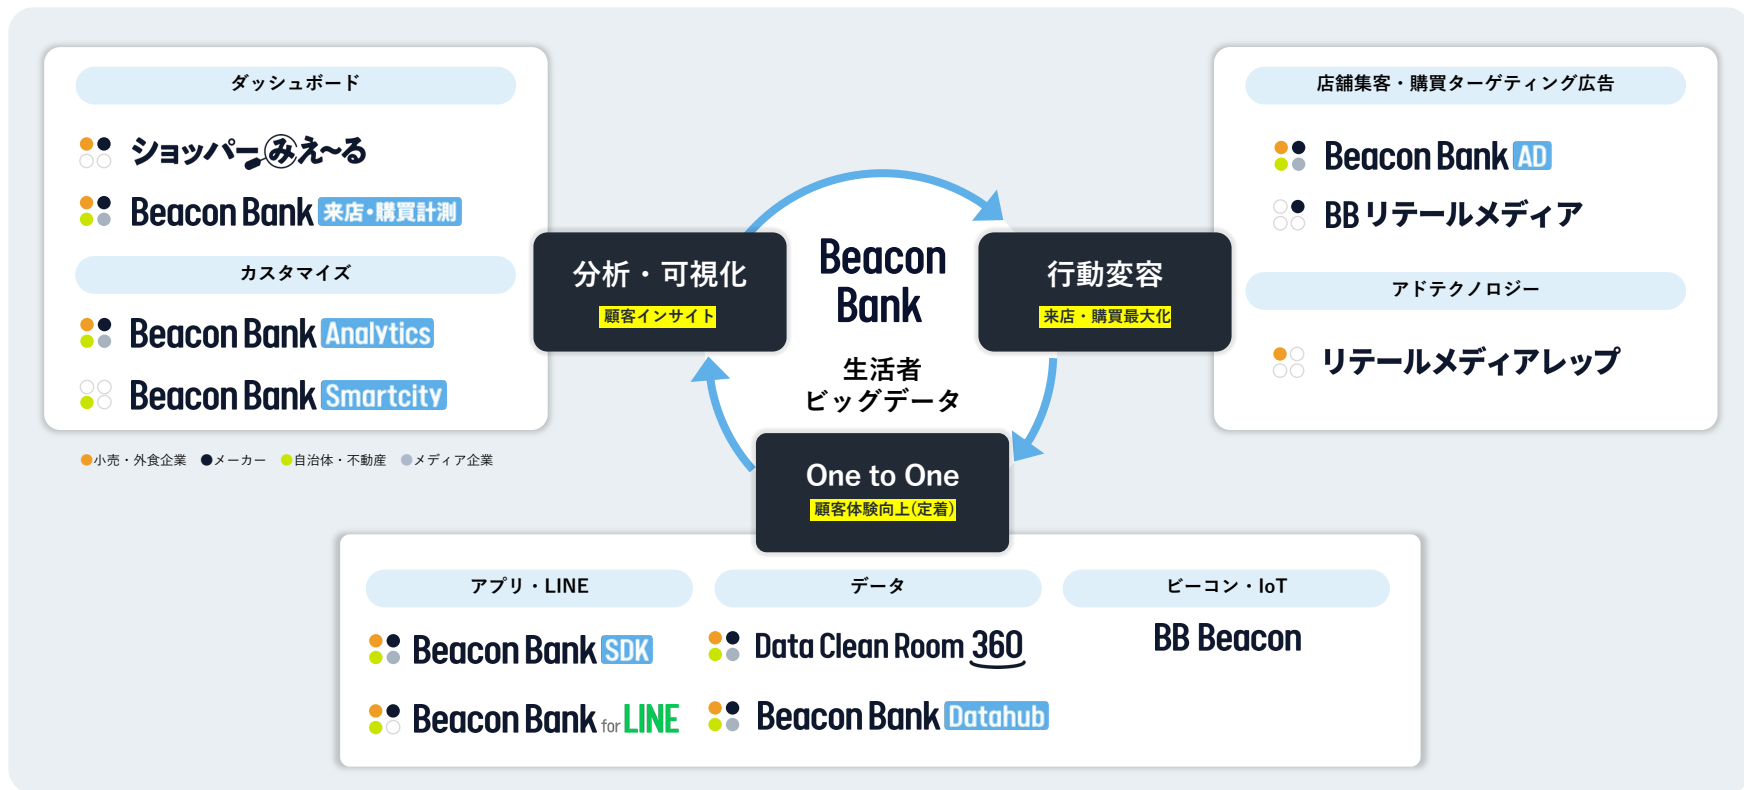 ダッシュボード
ショッパーみえ〜る
Beacon Bank 来店・購買計測
カスタマイズ
Beacon Bank Analytics
Beacon Bank Smartcity
小売・外食企業 メーカー 自治体・不動産 メディア企業
分析・可視化
顧客インサイト
Beacon
Bank
生活者
ビッグデータ
行動変容
来店・購買最大化
One to One
顧客体験向上(定着)
店舗集客・購買ターゲティング広告
Beacon Bank AD
BB リテールメディア
アドテクノロジー
リテールメディアレップ
アプリ・LINE
Beacon Bank SDK
Beacon Bank for LINE
データ
Data Clean Room 360
Beacon Bank Datahub
ビーコン・IoT
BB Beacon